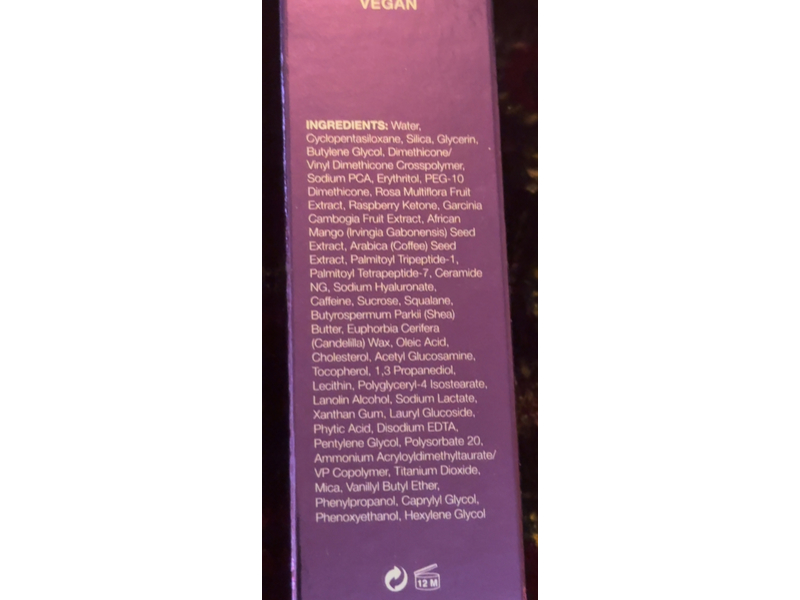 VEGAN
INGREDIENTS: Water,
Cyclopentasiloxane, Silica, Glycerin,
Butylene Glycol, Dimethicone/
Vinyl Dimethicone Crosspolymer,
Sodium PCA, Erythritol, PEG-10
Dimethicone, Rosa Multiflora Fruit
Extract, Raspberry Ketone, Garcinia
Cambogia Fruit Extract, African
Mango (Irvingia Gabonensis) Seed
Extract, Arabica (Coffee) Seed
Extract, Palmitoyl Tripeptide-1,
Palmitoyl Tetrapeptide-7, Ceramide
NG, Sodium Hyaluronate,
Caffeine, Sucrose, Squalane,
Butyrospermum Parkii (Shea)
Butter, Euphorbia Cerifera
(Candelilla) Wax, Oleic Acid,
Cholesterol, Acetyl Glucosamine,
Tocopherol, 1,3 Propanediol,
Lecithin, Polyglyceryl-4 Isostearate,
Lanolin Alcohol, Sodium Lactate,
Xanthan Gum, Lauryl Glucoside,
Phytic Acid, Disodium EDTA,
Pentylene Glycol, Polysorbate 20,
Ammonium Acryloyldimethyltaurate/
VP Copolymer, Titanium Dioxide,
Mica, Vanillyl Butyl Ether,
Phenylpropanol, Caprylyl Glycol,
Phenoxyethanol, Hexylene Glycol
12 M